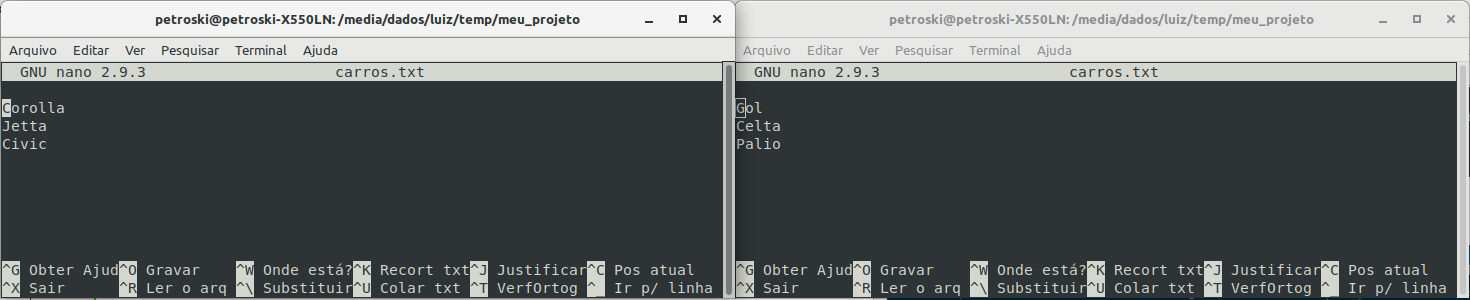 petroski@petroski-X550LN: /media/dados/luiz/temp/meu_projeto
Arquivo Editar Ver Pesquisar Terminal Ajuda
GNU nano 2.9.3 carros.txt
Corolla
Jetta
Civic
^G Obter Ajud ^O Gravar ^W Onde está? ^K Recort txt ^J Justificar ^C Pos atual
^X Sair ^R Ler o arq ^\ Substituir ^U Colar txt ^T VerfOrtog ^_ Ir p/ linha
petroski@petroski-X550LN: /media/dados/luiz/temp/meu_projeto
Arquivo Editar Ver Pesquisar Terminal Ajuda
GNU nano 2.9.3 carros.txt
Gol
Celta
Palio
^G Obter Ajud ^O Gravar ^W Onde está? ^K Recort txt ^J Justificar ^C Pos atual
^X Sair ^R Ler o arq ^\ Substituir ^U Colar txt ^T VerfOrtog ^_ Ir p/ linha